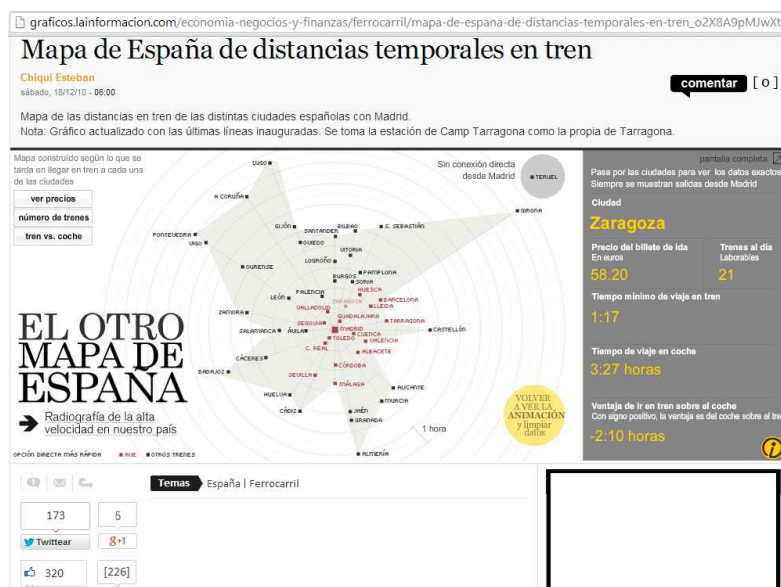 graficos.lainformacion.com/economia-negocios-y-finanzas/ferrocarril/mapa-de-espana-de-distancias-temporales-en-tren_o2X8A9pMJwXt
Mapa de España de distancias temporales en tren
Chiqui Esteban
sábado, 18/12/10 - 06:00
comentar [ 0 ]
Mapa de las distancias en tren de las distintas ciudades españolas con Madrid.
Nota: Gráfico actualizado con las últimas líneas inauguradas. Se toma la estación de Camp Tarragona como la propia de Tarragona.
Mapa construído según lo que se
tarda en llegar en tren a cada una
de las ciudades
ver precios
número de trenes
tren vs. coche
LUGO
A CORUÑA
PONTEVEDRA
VIGO
GIJÓN
SANTANDER
BILBAO
S. SEBASTIÁN
OVIEDO
VITORIA
LOGROÑO
OURENSE
BURGOS
PAMPLONA
SORIA
LEÓN
PALENCIA
HUESCA
ZARAGOZA
BARCELONA
LLEIDA
ZAMORA
VALLADOLID
GUADALAJARA
TARRAGONA
SEGOVIA
SALAMANCA
ÁVILA
MADRID
CASTELLÓN
CUENCA
TOLEDO
VALENCIA
C. REAL
ALBACETE
CÁCERES
BADAJOZ
CÓRDOBA
SEVILLA
MÁLAGA
ALICANTE
HUELVA
MURCIA
CÁDIZ
JAÉN
GRANADA
ALMERÍA
Sin conexión directa
desde Madrid
TERUEL
GIRONA
1 hora
EL OTRO
MAPA DE
ESPAÑA
Radiografía de la alta
velocidad en nuestro país
OPCIÓN DIRECTA MÁS RÁPIDA
AVE
OTROS TRENES
VOLVER
A VER LA
ANIMACIÓN
y limpiar
datos
pantalla completa
Pasa por las ciudades para ver los datos exactos
Siempre se muestran salidas desde Madrid
Ciudad
Zaragoza
Precio del billete de ida
En euros
58.20
Trenes al día
Laborables
21
Tiempo mínimo de viaje en tren
1:17
Tiempo de viaje en coche
3:27 horas
Ventaja de ir en tren sobre el coche
Con signo positivo, la ventaja es del coche sobre el tre
-2:10 horas
i
Temas España | Ferrocarril
173
5
Twittear
g+1
320
[226]